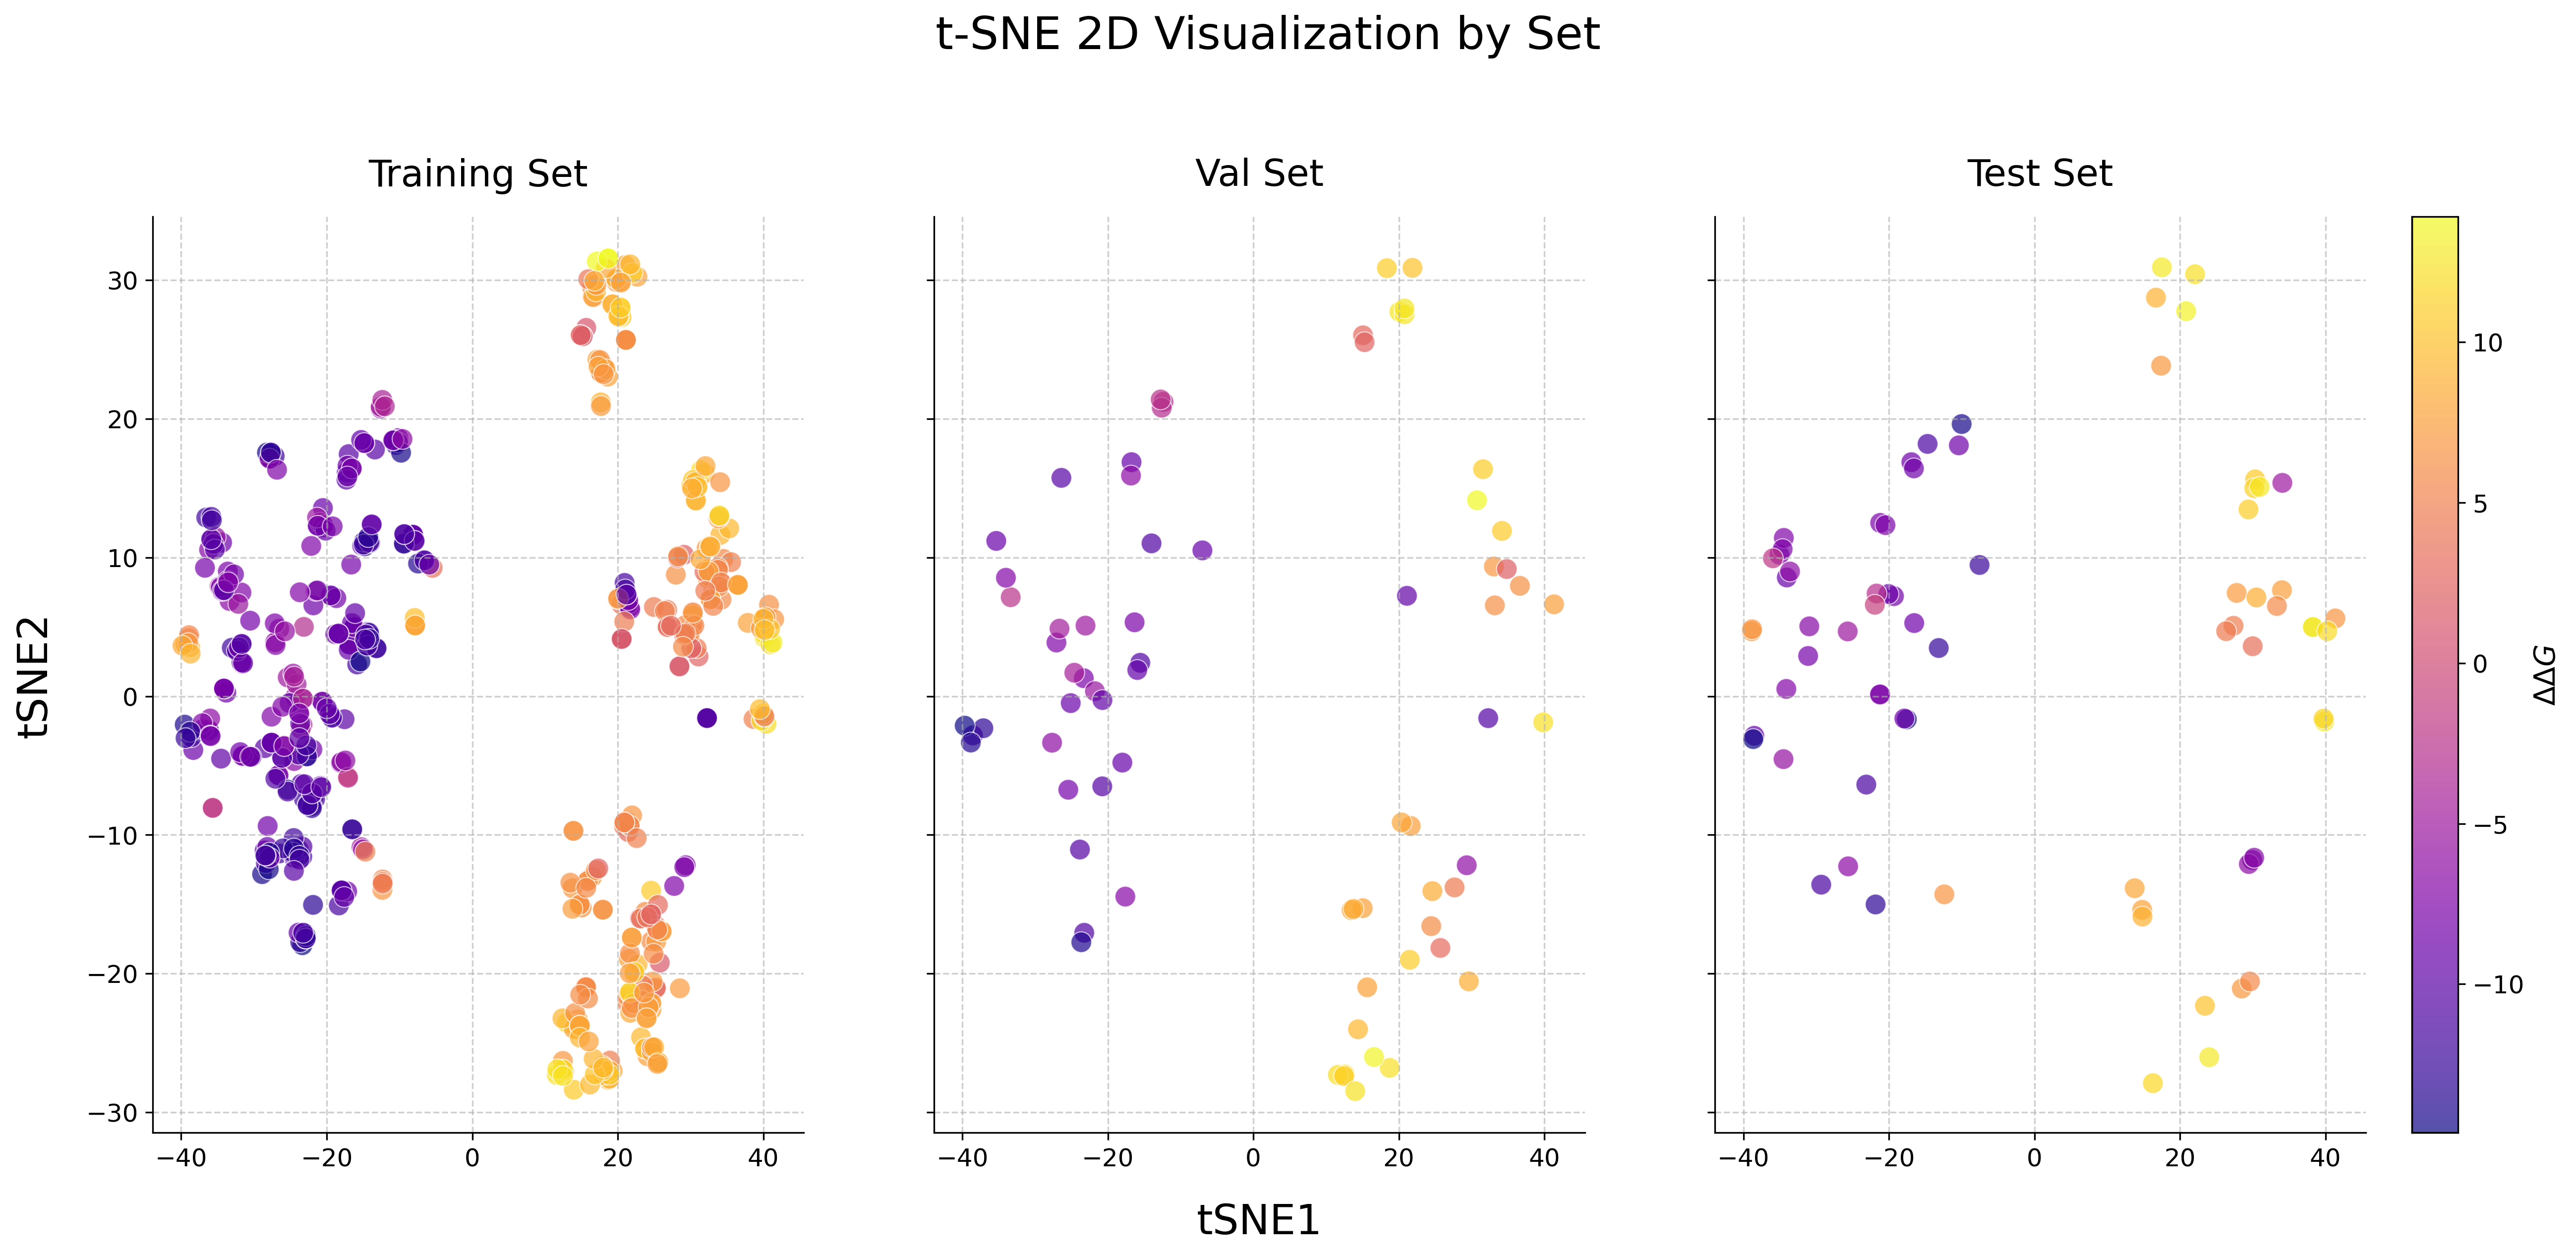 t-SNE 2D Visualization by Set
Training Set
Val Set
Test Set
30
20
10
0
−10
−20
−30
tSNE2
−40 −20 0 20 40
−40 −20 0 20 40
−40 −20 0 20 40
tSNE1
10
5
0
−5
−10
ΔΔG